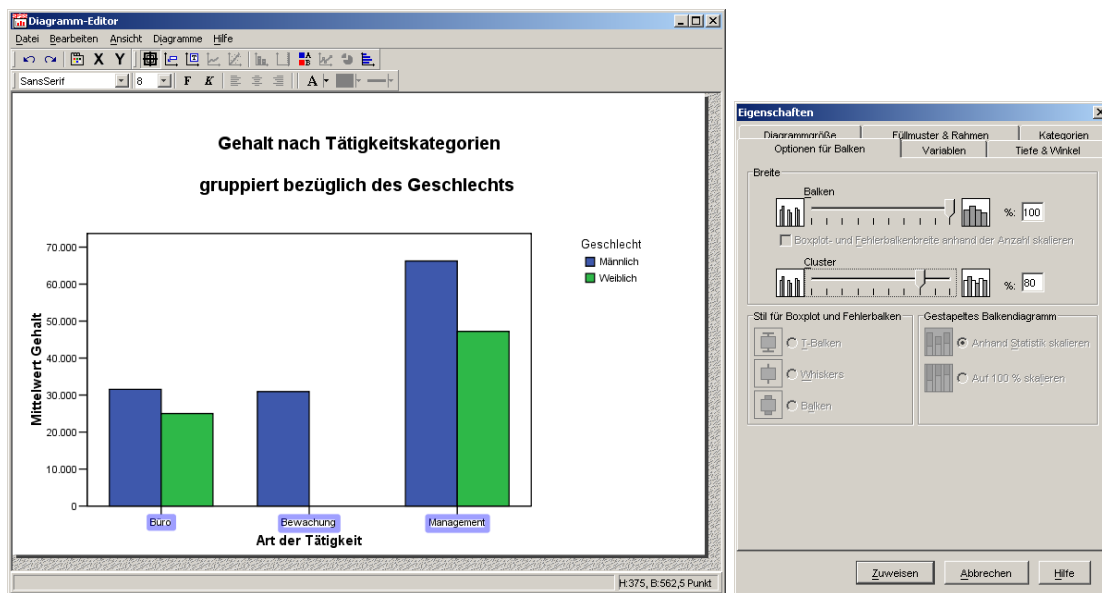 Diagramm-Editor
Datei Bearbeiten Ansicht Diagramme Hilfe
X Y
A B
SansSerif 8 F K A
Gehalt nach Tätigkeitskategorien
gruppiert bezüglich des Geschlechts
Geschlecht
Männlich
Weiblich
Mittelwert Gehalt
70.000
60.000
50.000
40.000
30.000
20.000
10.000
0
Büro Bewachung Management
Art der Tätigkeit
H:375, B:562,5 Punkt
Eigenschaften
Diagrammgröße Füllmuster & Rahmen Kategorien
Optionen für Balken Variablen Tiefe & Winkel
Breite
Balken
%: 100
Boxplot- und Fehlerbalkenbreite anhand der Anzahl skalieren
Cluster
%: 80
Stil für Boxplot und Fehlerbalken
T-Balken
Whiskers
Balken
Gestapeltes Balkendiagramm
Anhand Statistik skalieren
Auf 100 % skalieren
Zuweisen Abbrechen Hilfe